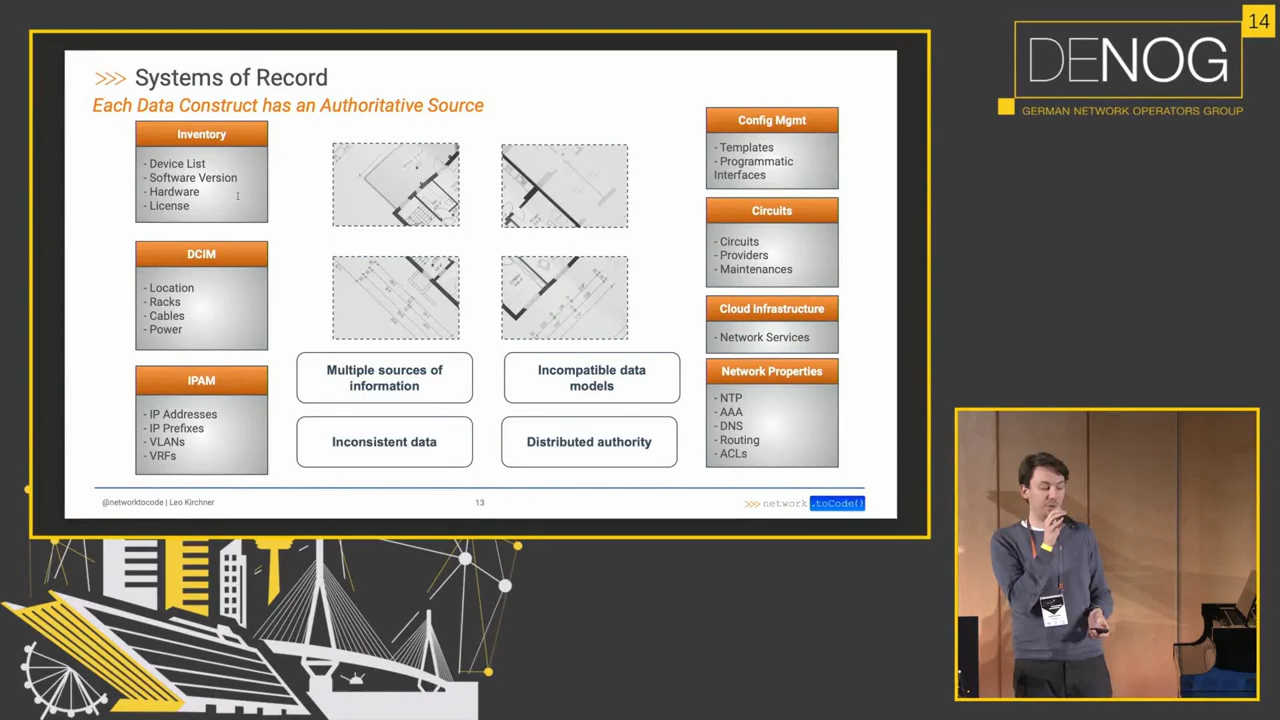 14
DENOG
GERMAN NETWORK OPERATORS GROUP
>>> Systems of Record
Each Data Construct has an Authoritative Source
Inventory
- Device List
- Software Version
- Hardware
- License
DCIM
- Location
- Racks
- Cables
- Power
IPAM
- IP Addresses
- IP Prefixes
- VLANs
- VRFs
Multiple sources of
information
Incompatible data
models
Inconsistent data
Distributed authority
Config Mgmt
- Templates
- Programmatic
Interfaces
Circuits
- Circuits
- Providers
- Maintenances
Cloud Infrastructure
- Network Services
Network Properties
- NTP
- AAA
- DNS
- Routing
- ACLs
@networktocode | Leo Kirchner
13
>>> network .toCode()